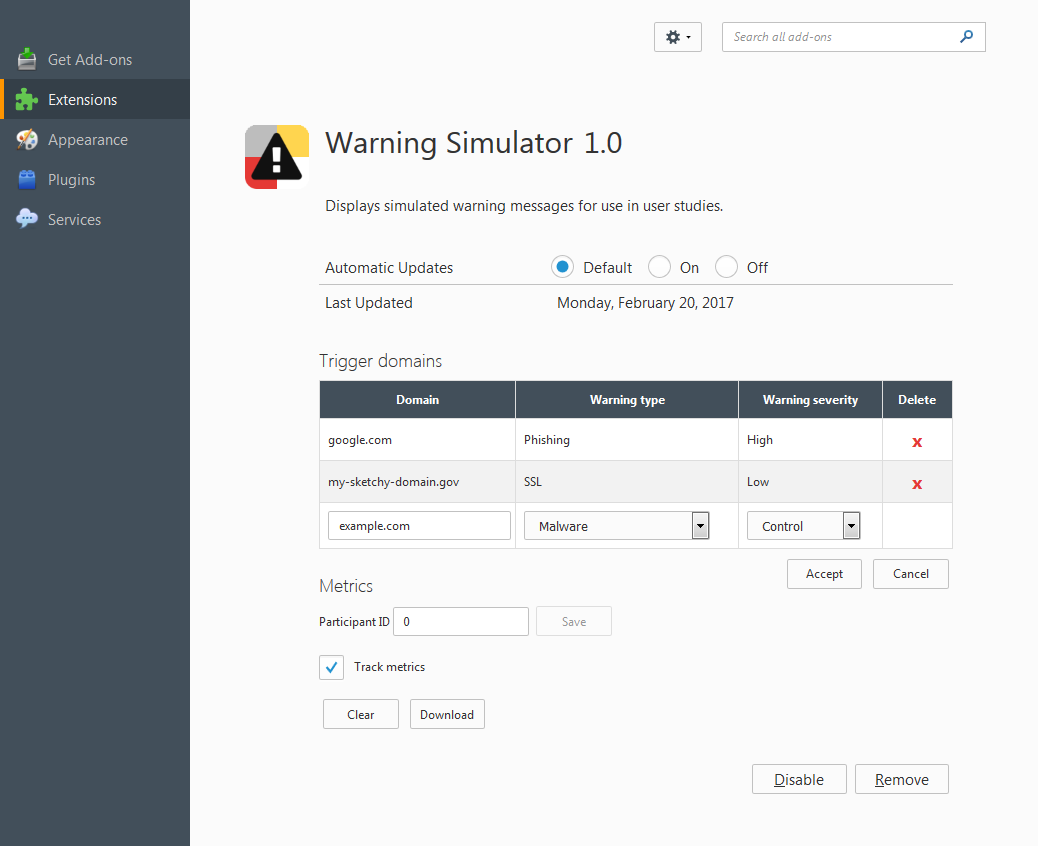 Search all add-ons
Get Add-ons
Extensions
Appearance
Plugins
Services
Warning Simulator 1.0
Displays simulated warning messages for use in user studies.
Automatic Updates Default On Off
Last Updated Monday, February 20, 2017
Trigger domains
Domain Warning type Warning severity Delete
google.com Phishing High x
my-sketchy-domain.gov SSL Low x
example.com Malware Control
Accept Cancel
Metrics
Participant ID 0 Save
Track metrics
Clear Download
Disable Remove